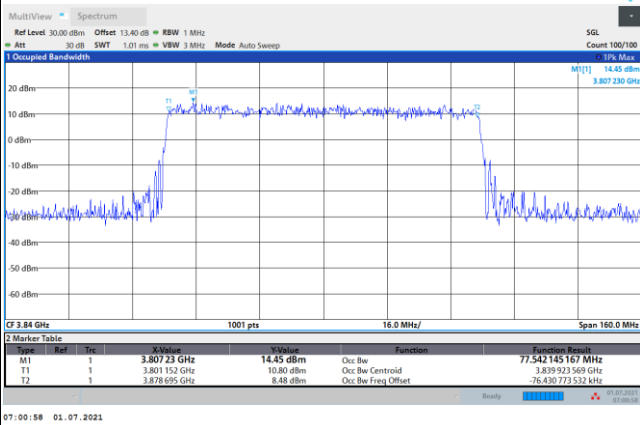 MultiView Spectrum
Ref Level 30.00 dBm Offset 13.40 dB RBW 1 MHz SGL
Att 30 dB SWT 1.01 ms VBW 3 MHz Mode Auto Sweep Count 100/100
1 Occupied Bandwidth 1Pk Max
M1[1] 14.45 dBm
3.807 230 GHz
20 dBm
M1
T1 T2
10 dBm
0 dBm
-10 dBm
-20 dBm
-30 dBm
-40 dBm
-50 dBm
-60 dBm
CF 3.84 GHz 1001 pts 16.0 MHz/ Span 160.0 MHz
2 Marker Table
Type Ref Trc X-Value Y-Value Function Function Result
M1 1 3.80723 GHz 14.45 dBm Occ Bw 77.542 145 167 MHz
T1 1 3.801 152 GHz 10.80 dBm Occ Bw Centroid 3.839 923 569 GHz
T2 1 3.878 695 GHz 8.48 dBm Occ Bw Freq Offset -76.430 773 532 kHz
Ready 01.07.2021
07:00:58
07:00:58 01.07.2021